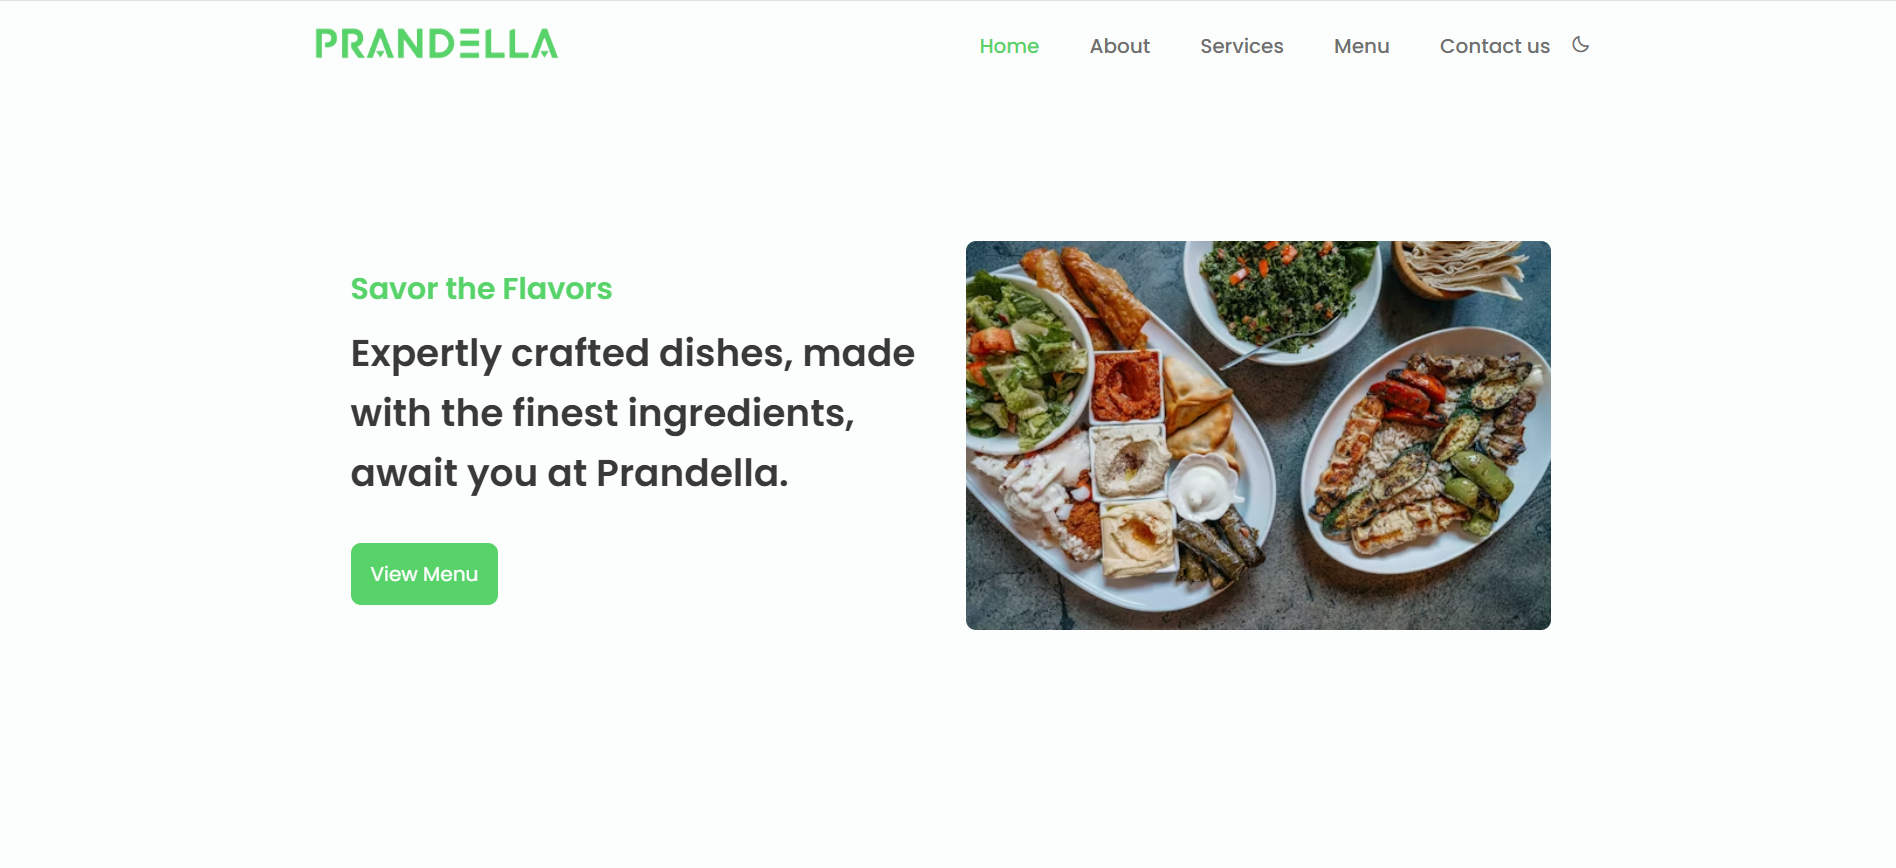 PRANDELLA
Home About Services Menu Contact us
Savor the Flavors
Expertly crafted dishes, made
with the finest ingredients,
await you at Prandella.
View Menu